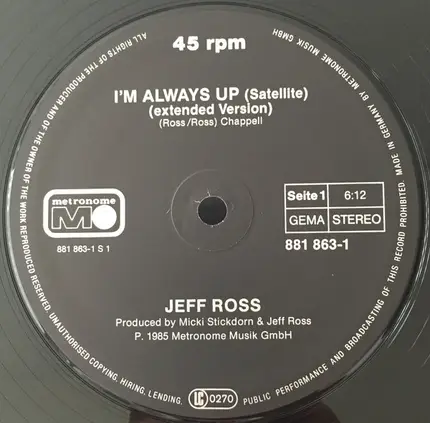 45 rpm
I'M ALWAYS UP (Satellite)
(extended Version)
(Ross/Ross) Chappell
metronome
M
881 863-1 S 1
Seite 1 6:12
GEMA STEREO
881 863-1
JEFF ROSS
Produced by Micki Stickdorn & Jeff Ross
P. 1985 Metronome Musik GmbH
LC 0270
ALL RIGHTS OF THE PRODUCER AND OF THE OWNER OF THE WORK REPRODUCED RESERVED. UNAUTHORISED COPYING, HIRING, LENDING, PUBLIC PERFORMANCE AND BROADCASTING OF THIS RECORD PROHIBITED. MADE IN GERMANY BY METRONOME MUSIK GMBH